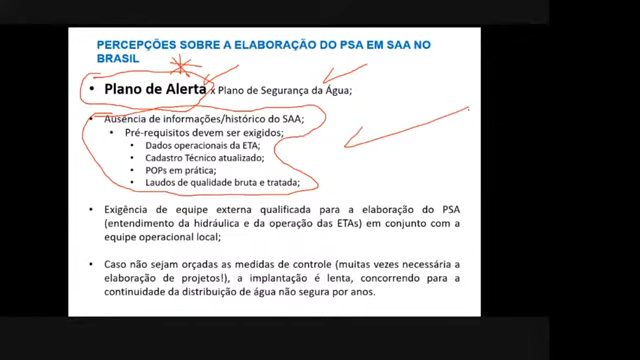 PERCEPÇÕES SOBRE A ELABORAÇÃO DO PSA EM SAA NO
BRASIL
• Plano de Alerta x Plano de Segurança da Água;
• Ausência de informações/histórico do SAA;
• Pré-requisitos devem ser exigidos;
• Dados operacionais da ETA;
• Cadastro Técnico atualizado;
• POPs em prática;
• Laudos de qualidade bruta e tratada;
• Exigência de equipe externa qualificada para a elaboração do PSA
(entendimento da hidráulica e da operação das ETAs) em conjunto com a
equipe operacional local;
• Caso não sejam orçadas as medidas de controle (muitas vezes necessária a
elaboração de projetos!), a implantação é lenta, concorrendo para a
continuidade da distribuição de água não segura por anos.